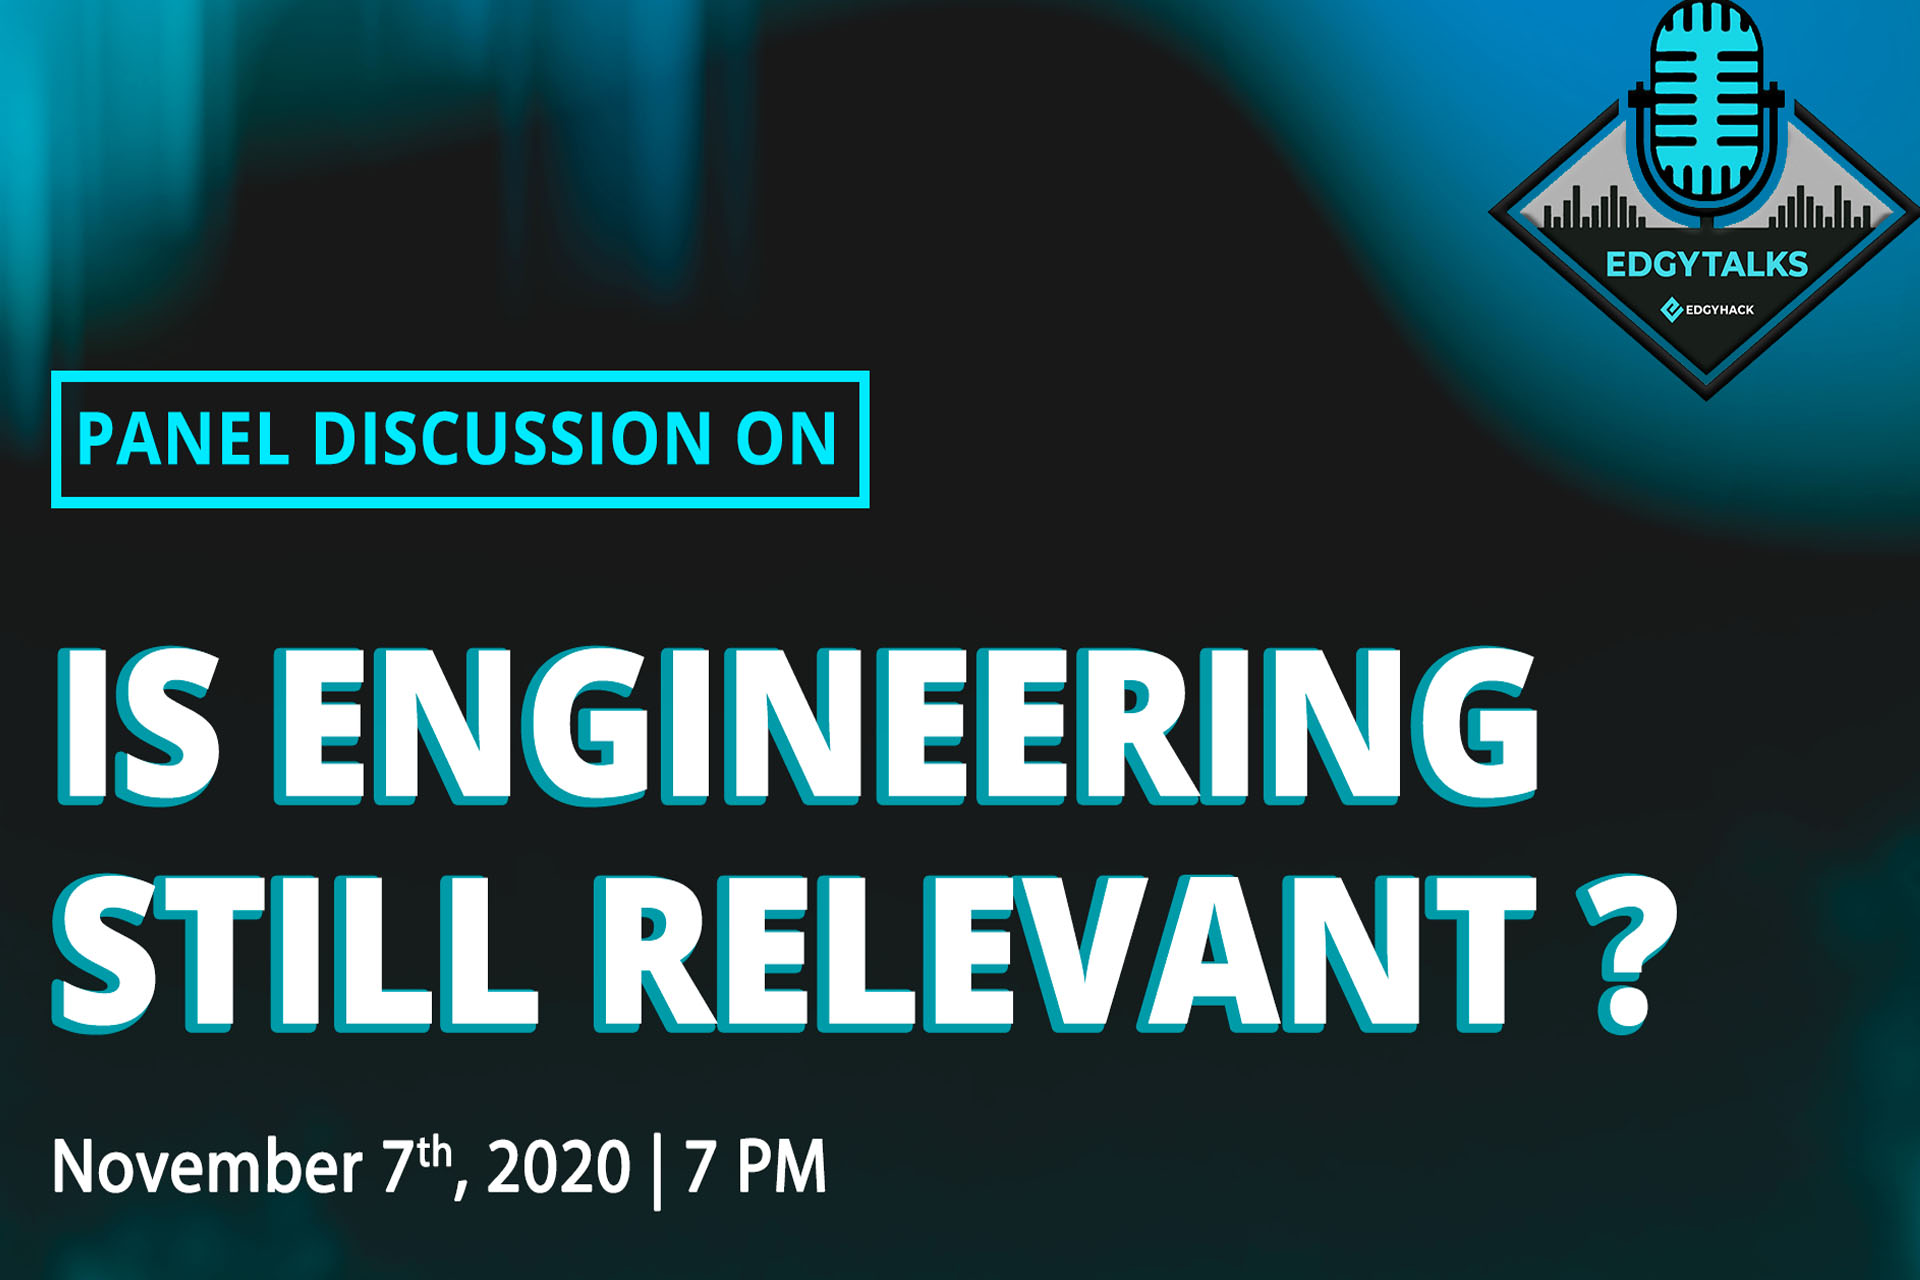 EDGYTALKS
EDGYHACK
PANEL DISCUSSION ON
IS ENGINEERING
STILL RELEVANT ?
November 7th, 2020 | 7 PM